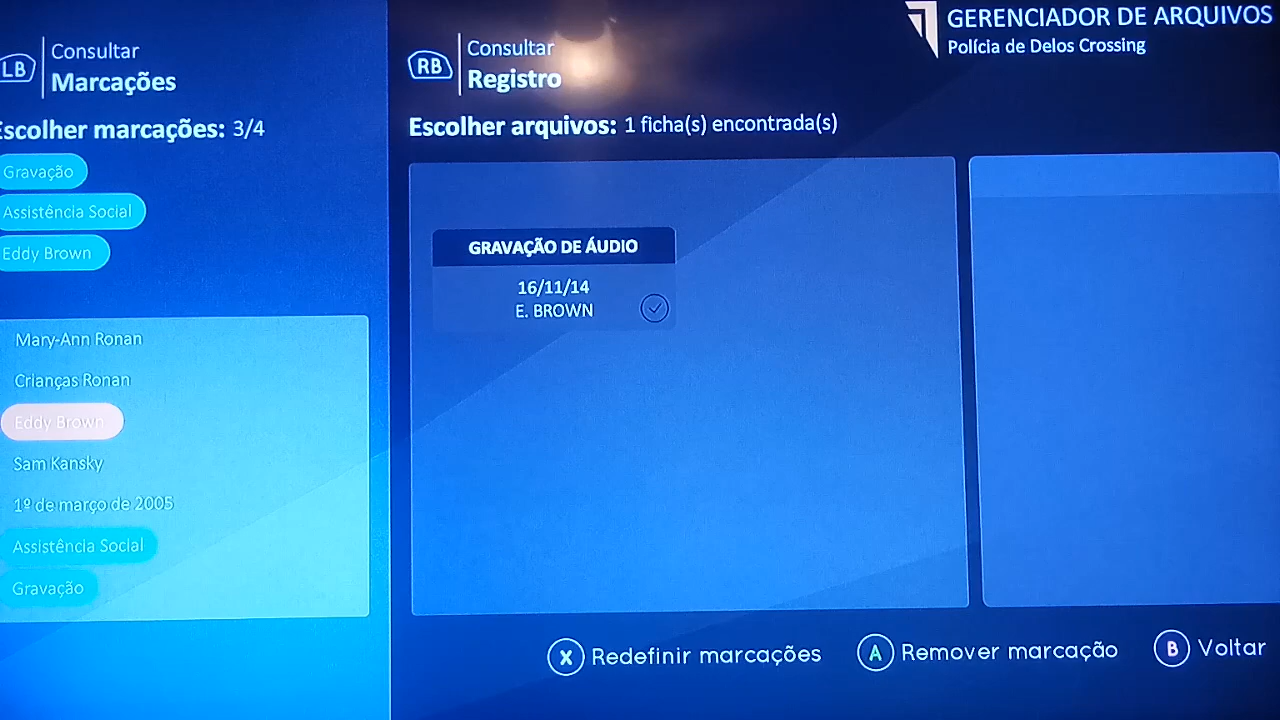 GERENCIADOR DE ARQUIVOS
Polícia de Delos Crossing
LB
Consultar
Marcações
Escolher marcações: 3/4
Gravação
Assistência Social
Eddy Brown
Mary-Ann Ronan
Crianças Ronan
Eddy Brown
Sam Kansky
1º de março de 2005
Assistência Social
Gravação
RB
Consultar
Registro
Escolher arquivos: 1 ficha(s) encontrada(s)
GRAVAÇÃO DE ÁUDIO
16/11/14
E. BROWN
X Redefinir marcações
A Remover marcação
B Voltar